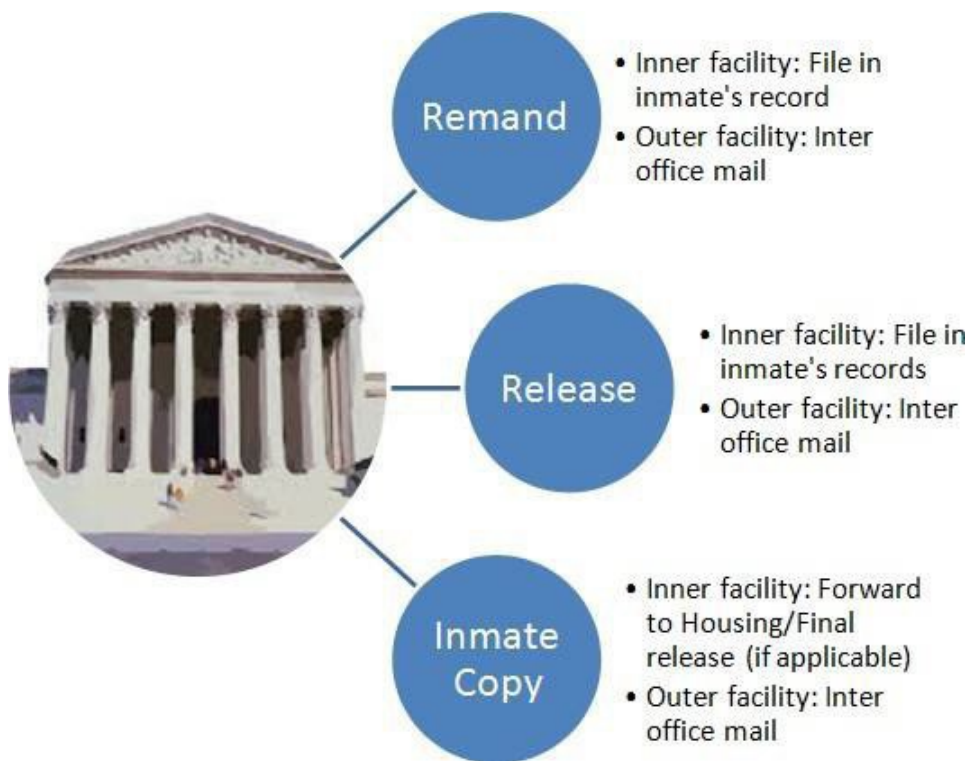 Remand
• Inner facility: File in
inmate's record
• Outer facility: Inter
office mail
Release
• Inner facility: File in
inmate's records
• Outer facility: Inter
office mail
Inmate
Copy
• Inner facility: Forward
to Housing/Final
release (if applicable)
• Outer facility: Inter
office mail